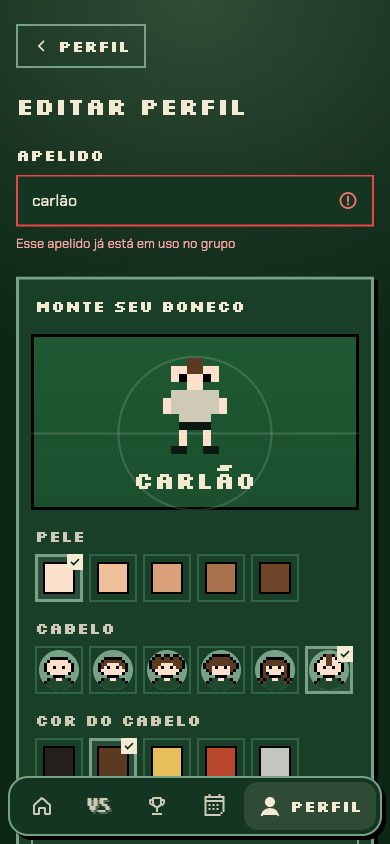 PERFIL
EDITAR PERFIL
APELIDO
carlão
Esse apelido já está em uso no grupo
MONTE SEU BONECO
CARLÃO
PELE
CABELO
COR DO CABELO
VS PERFIL